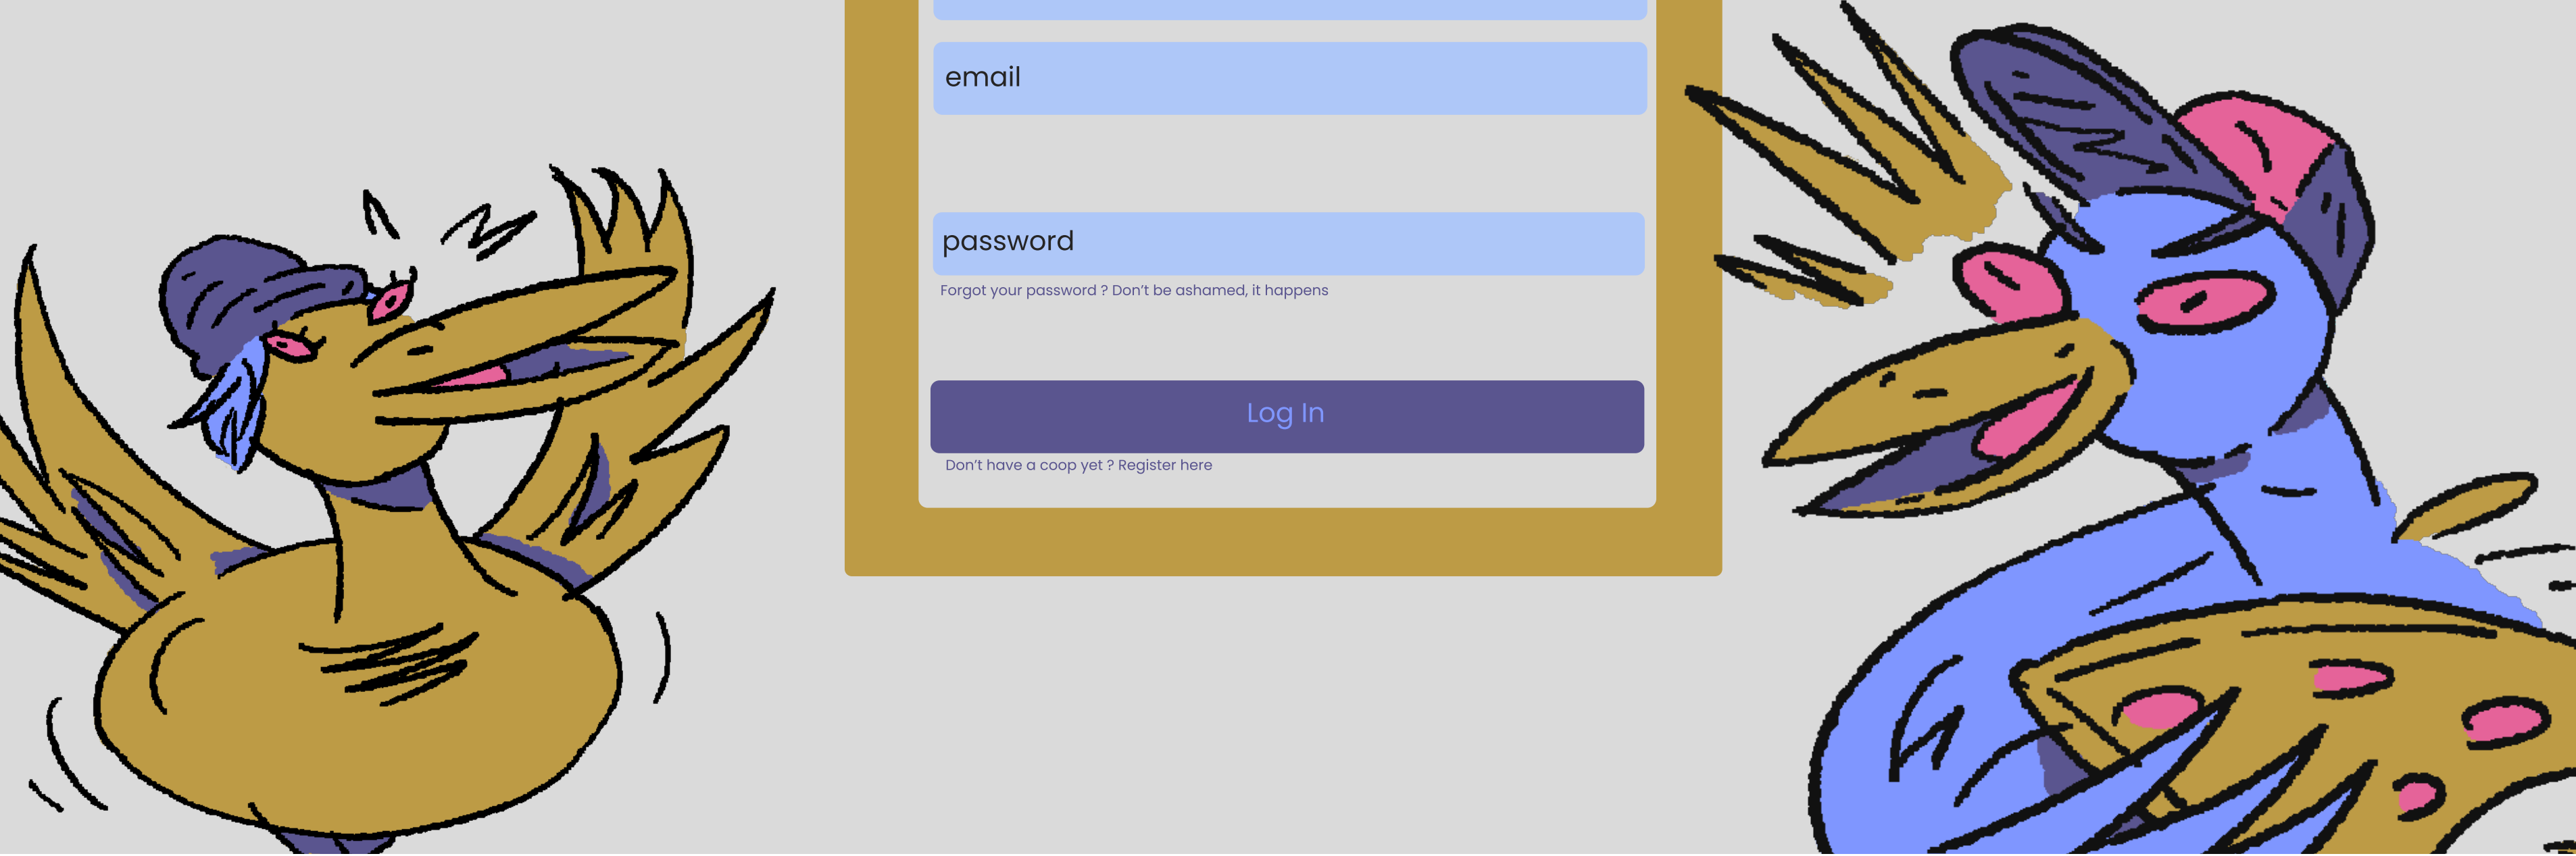 email
password
Forgot your password ? Don’t be ashamed, it happens
Log In
Don’t have a coop yet ? Register here